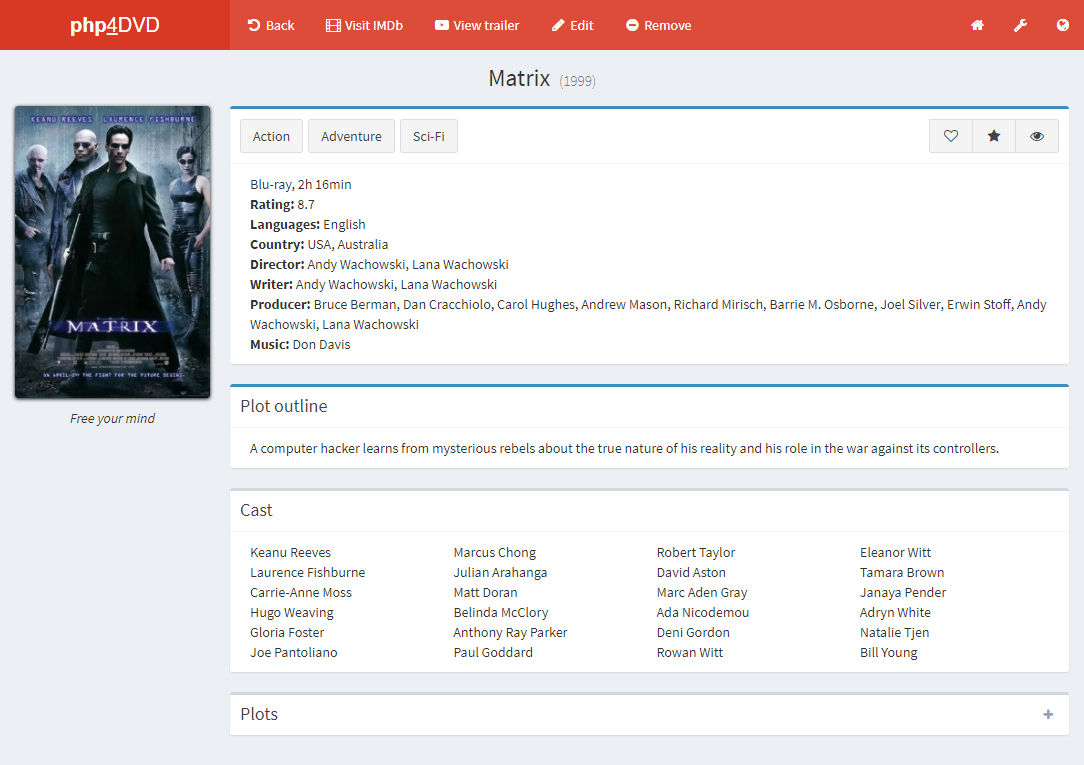 php4DVD
Back
Visit IMDb
View trailer
Edit
Remove
Matrix (1999)
KEANU REEVES LAURENCE FISHBURNE
MATRIX
ON APRIL 2ND THE FIGHT FOR THE FUTURE BEGINS.
Free your mind
Action
Adventure
Sci-Fi
Blu-ray, 2h 16min
Rating: 8.7
Languages: English
Country: USA, Australia
Director: Andy Wachowski, Lana Wachowski
Writer: Andy Wachowski, Lana Wachowski
Producer: Bruce Berman, Dan Cracchiolo, Carol Hughes, Andrew Mason, Richard Mirisch, Barrie M. Osborne, Joel Silver, Erwin Stoff, Andy
Wachowski, Lana Wachowski
Music: Don Davis
Plot outline
A computer hacker learns from mysterious rebels about the true nature of his reality and his role in the war against its controllers.
Cast
Keanu Reeves
Laurence Fishburne
Carrie-Anne Moss
Hugo Weaving
Gloria Foster
Joe Pantoliano
Marcus Chong
Julian Arahanga
Matt Doran
Belinda McClory
Anthony Ray Parker
Paul Goddard
Robert Taylor
David Aston
Marc Aden Gray
Ada Nicodemou
Deni Gordon
Rowan Witt
Eleanor Witt
Tamara Brown
Janaya Pender
Adryn White
Natalie Tjen
Bill Young
Plots